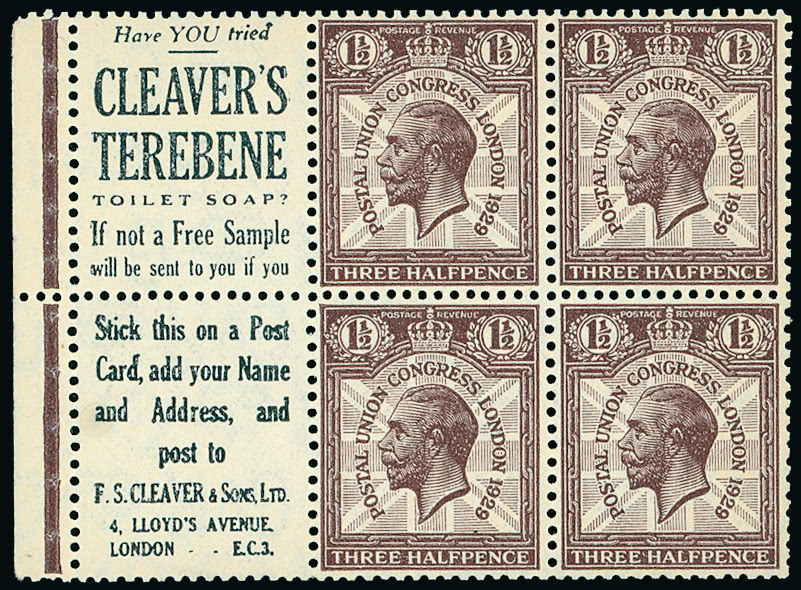 Have YOU tried
CLEAVER'S
TEREBENE
TOILET SOAP?
If not a Free Sample
will be sent to you if you
Stick this on a Post
Card, add your Name
and Address, and
post to
F. S. CLEAVER & SONS, LTD.
4, LLOYD'S AVENUE.
LONDON - - E.C.3.
POSTAGE REVENUE
1½ 1½
POSTAL UNION CONGRESS LONDON 1929
THREE HALFPENCE
POSTAGE REVENUE
1½ 1½
POSTAL UNION CONGRESS LONDON 1929
THREE HALFPENCE
POSTAGE REVENUE
1½ 1½
POSTAL UNION CONGRESS LONDON 1929
THREE HALFPENCE
POSTAGE REVENUE
1½ 1½
POSTAL UNION CONGRESS LONDON 1929
THREE HALFPENCE